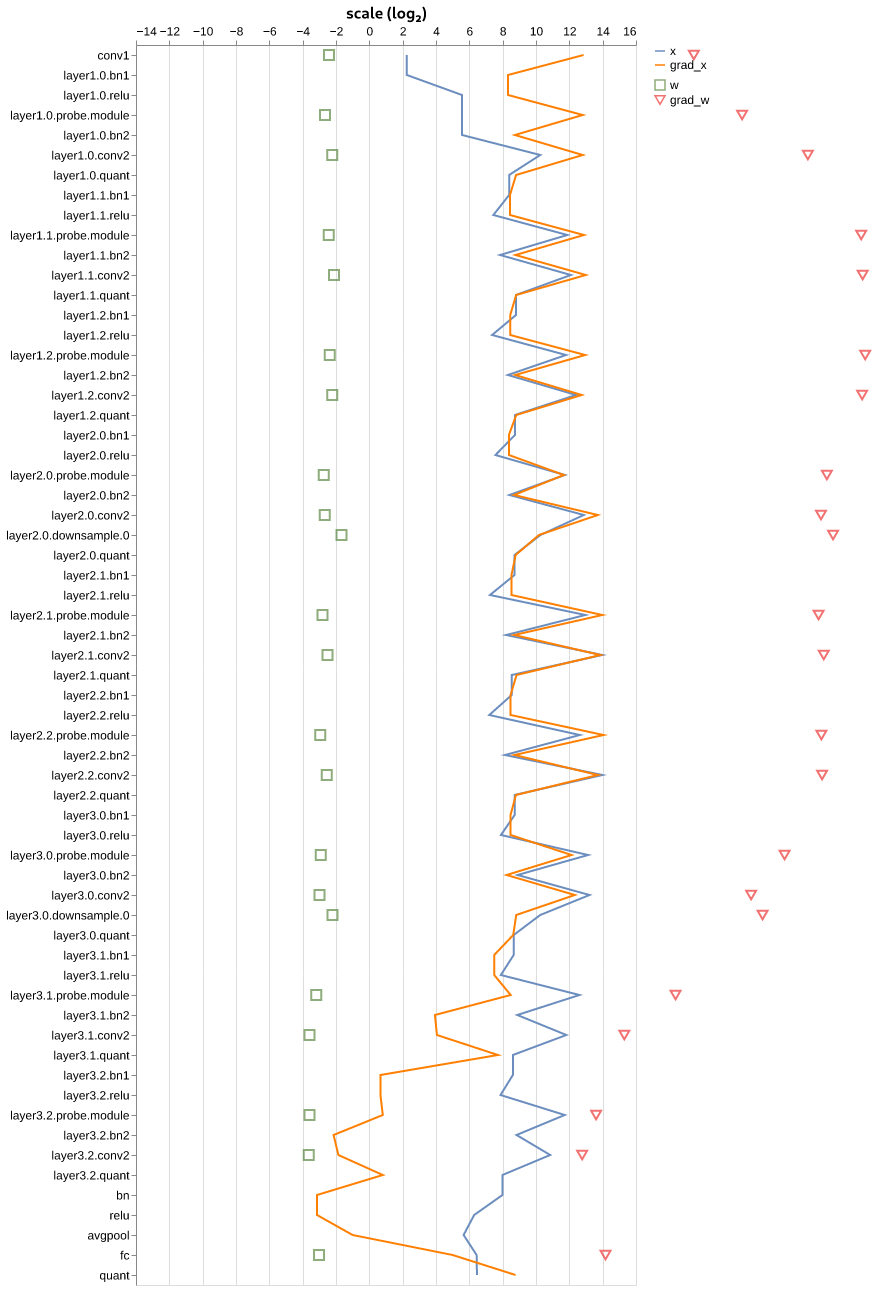 scale (log₂)
−14 −12 −10 −8 −6 −4 −2 0 2 4 6 8 10 12 14 16
x
grad_x
w
grad_w
conv1
layer1.0.bn1
layer1.0.relu
layer1.0.probe.module
layer1.0.bn2
layer1.0.conv2
layer1.0.quant
layer1.1.bn1
layer1.1.relu
layer1.1.probe.module
layer1.1.bn2
layer1.1.conv2
layer1.1.quant
layer1.2.bn1
layer1.2.relu
layer1.2.probe.module
layer1.2.bn2
layer1.2.conv2
layer1.2.quant
layer2.0.bn1
layer2.0.relu
layer2.0.probe.module
layer2.0.bn2
layer2.0.conv2
layer2.0.downsample.0
layer2.0.quant
layer2.1.bn1
layer2.1.relu
layer2.1.probe.module
layer2.1.bn2
layer2.1.conv2
layer2.1.quant
layer2.2.bn1
layer2.2.relu
layer2.2.probe.module
layer2.2.bn2
layer2.2.conv2
layer2.2.quant
layer3.0.bn1
layer3.0.relu
layer3.0.probe.module
layer3.0.bn2
layer3.0.conv2
layer3.0.downsample.0
layer3.0.quant
layer3.1.bn1
layer3.1.relu
layer3.1.probe.module
layer3.1.bn2
layer3.1.conv2
layer3.1.quant
layer3.2.bn1
layer3.2.relu
layer3.2.probe.module
layer3.2.bn2
layer3.2.conv2
layer3.2.quant
bn
relu
avgpool
fc
quant